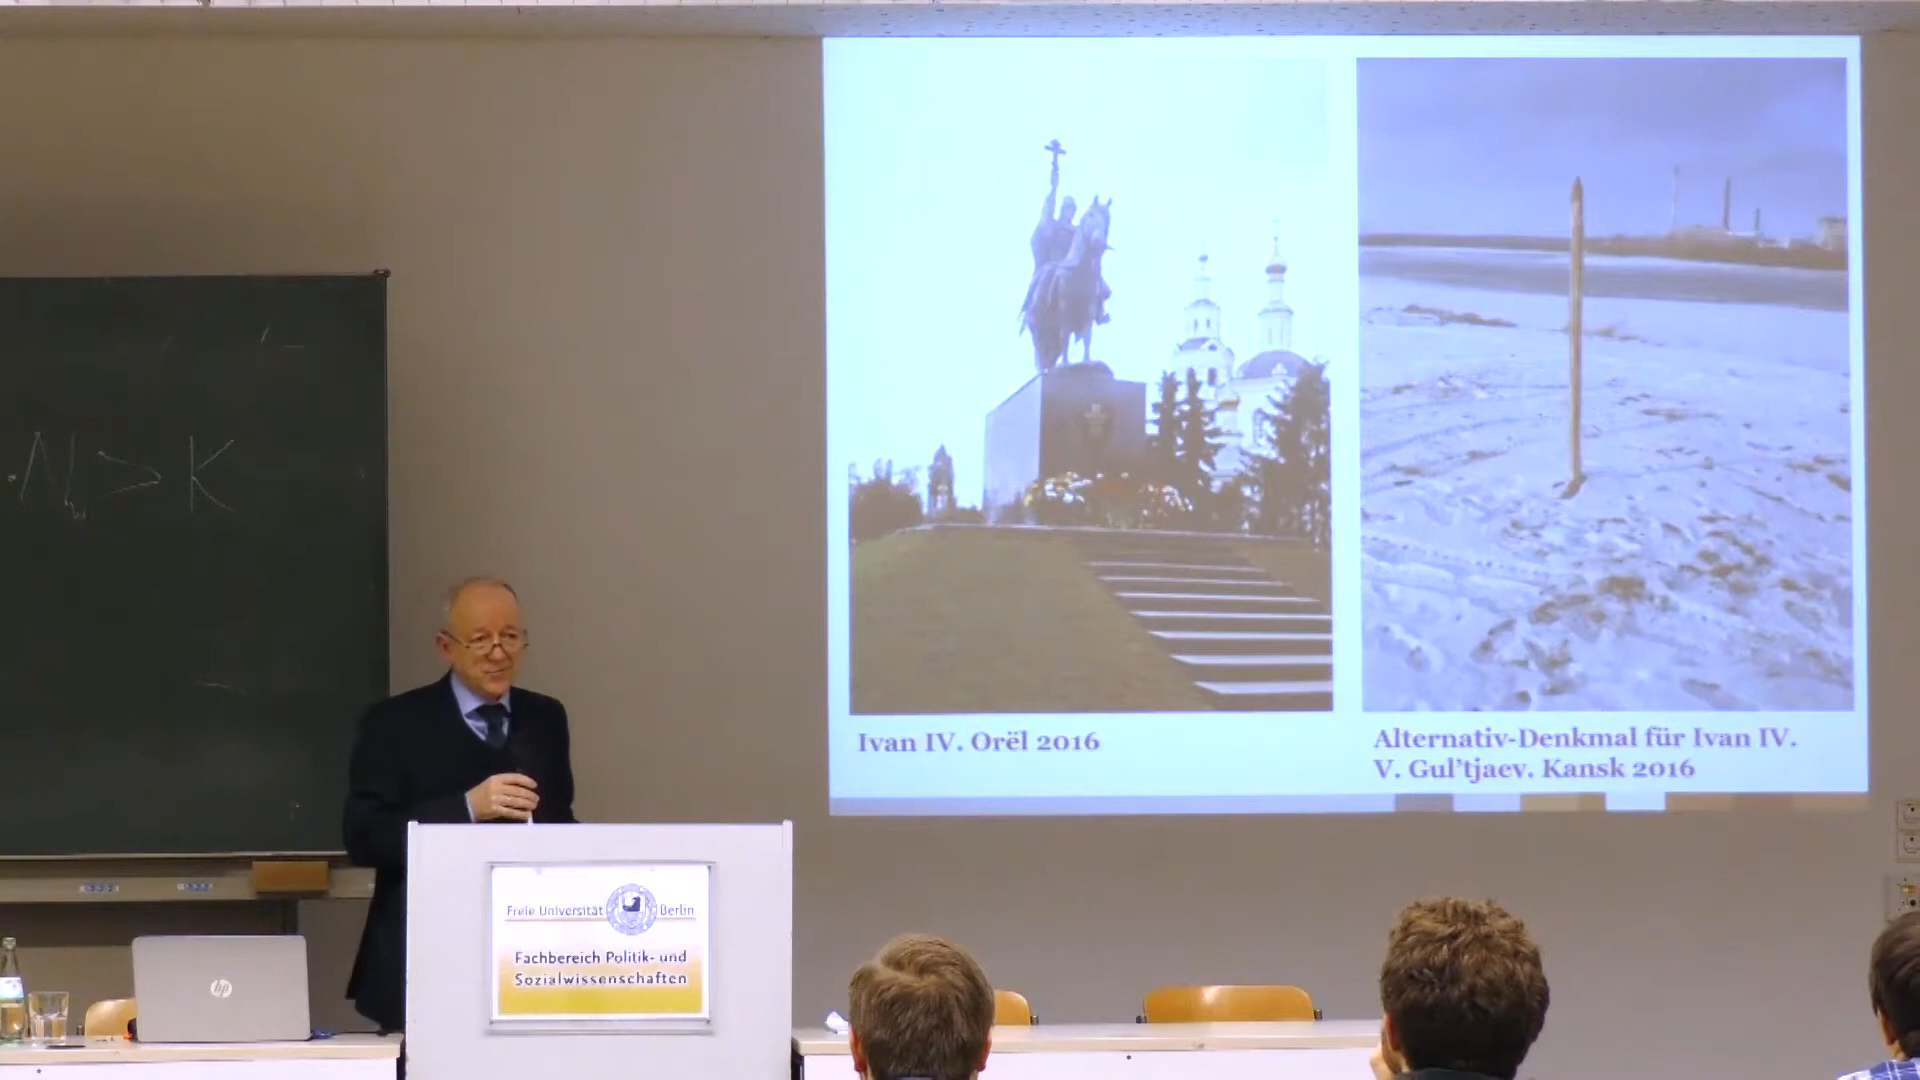 N > K
Ivan IV. Orël 2016
Alternativ-Denkmal für Ivan IV.
V. Gul'tjaev. Kansk 2016
Freie Universität Berlin
Fachbereich Politik- und
Sozialwissenschaften
hp